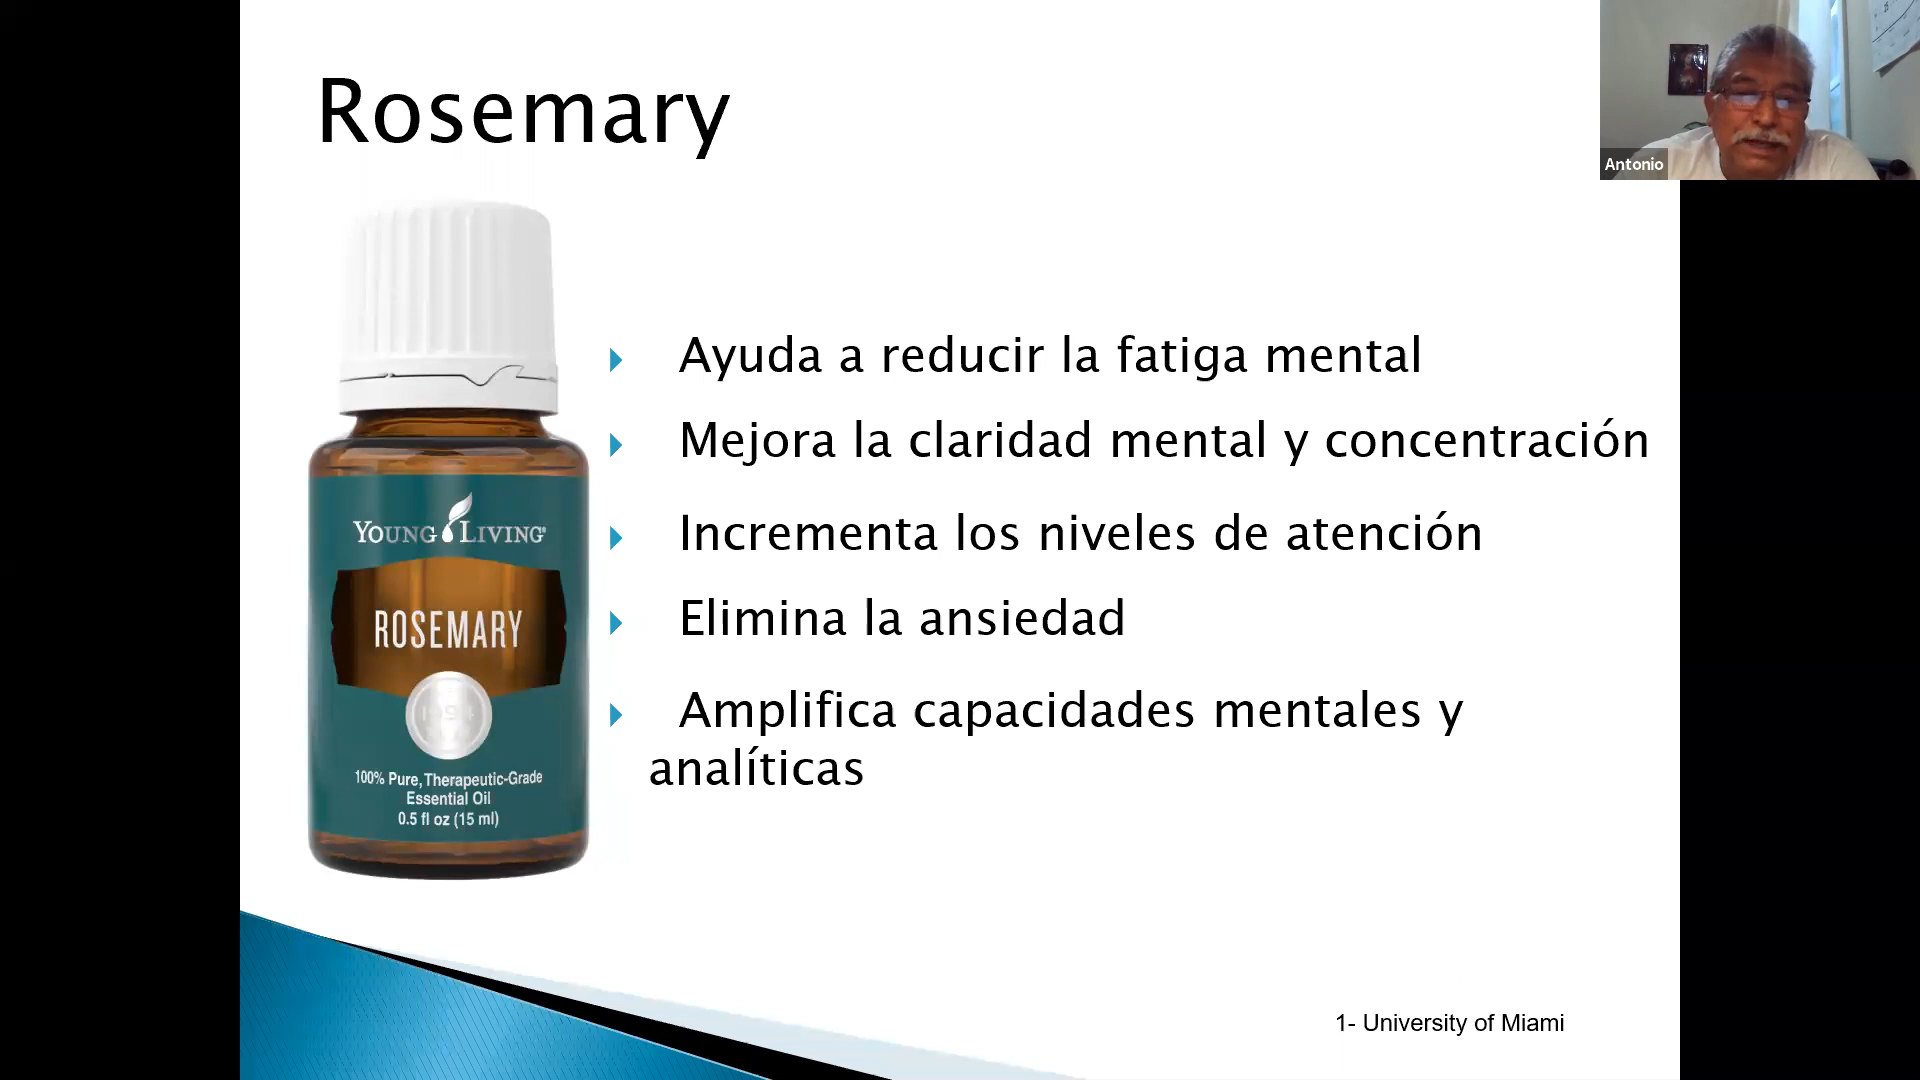 Rosemary
Antonio
Ayuda a reducir la fatiga mental
Mejora la claridad mental y concentración
Incrementa los niveles de atención
Elimina la ansiedad
Amplifica capacidades mentales y
analíticas
YOUNG LIVING
ROSEMARY
100% Pure, Therapeutic-Grade
Essential Oil
0.5 fl oz (15 ml)
1- University of Miami